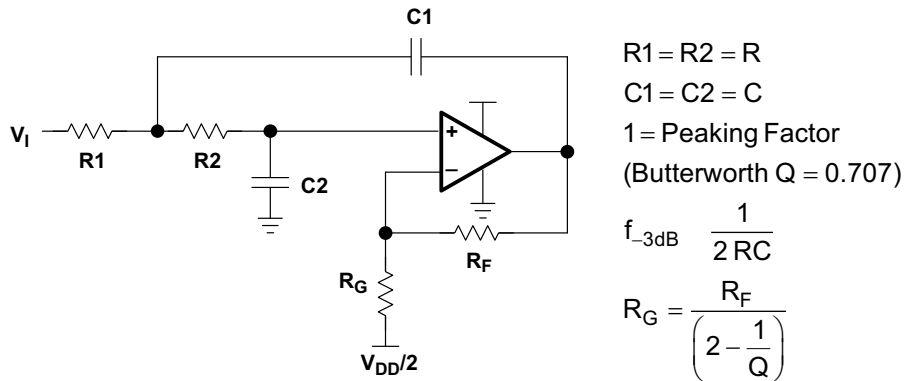 C1
V_I
R1
R2
C2
+
−
R_F
R_G
V_DD/2
R1 = R2 = R
C1 = C2 = C
1 = Peaking Factor
(Butterworth Q = 0.707)
f_−3dB 1/(2 RC)
R_G = R_F/(2 − 1/Q)